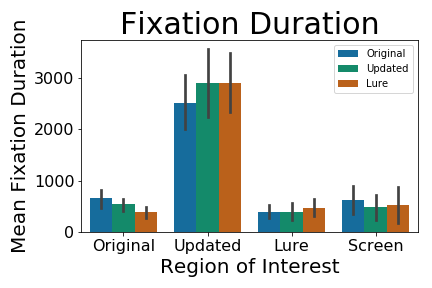 Fixation Duration
Mean Fixation Duration
3000
2000
1000
0
Original
Updated
Lure
Original
Updated
Lure
Screen
Region of Interest